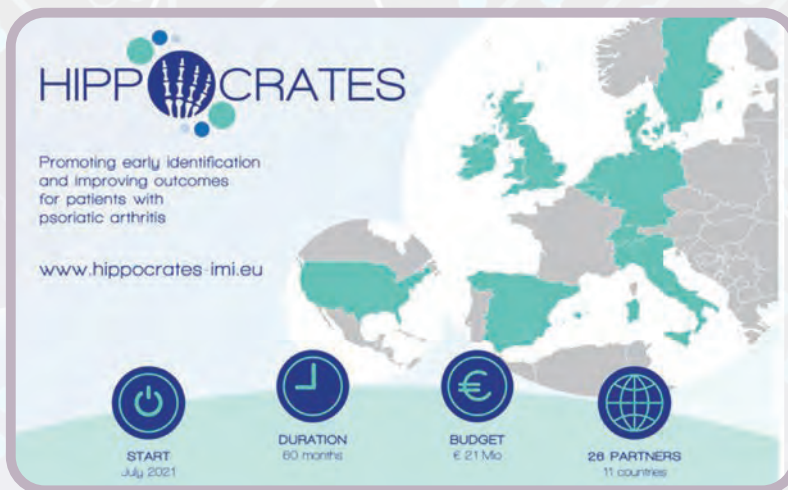 HIPPOCRATES
Promoting early identification
and improving outcomes
for patients with
psoriatic arthritis
www.hippocrates-imi.eu
START
July 2021
DURATION
60 months
BUDGET
€ 21 Mio
26 PARTNERS
11 countries